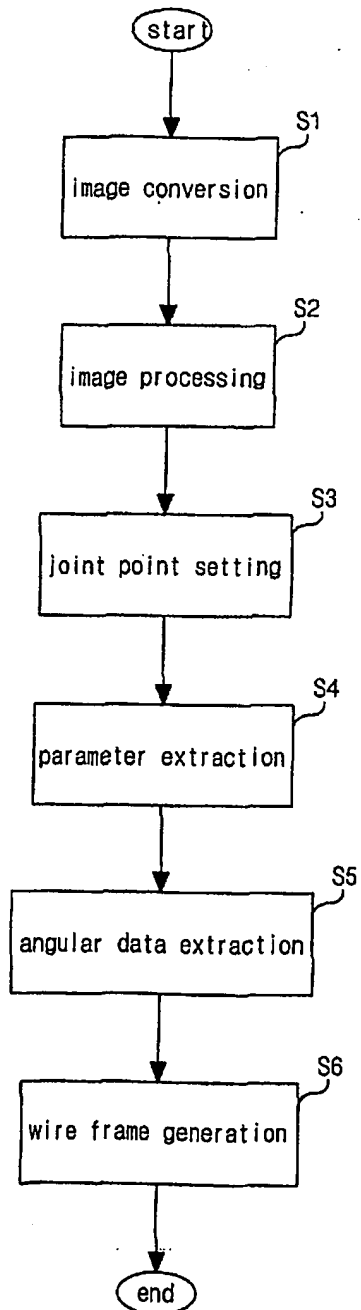 start
S1
image conversion
S2
image processing
S3
joint point setting
S4
parameter extraction
S5
angular data extraction
S6
wire frame generation
end